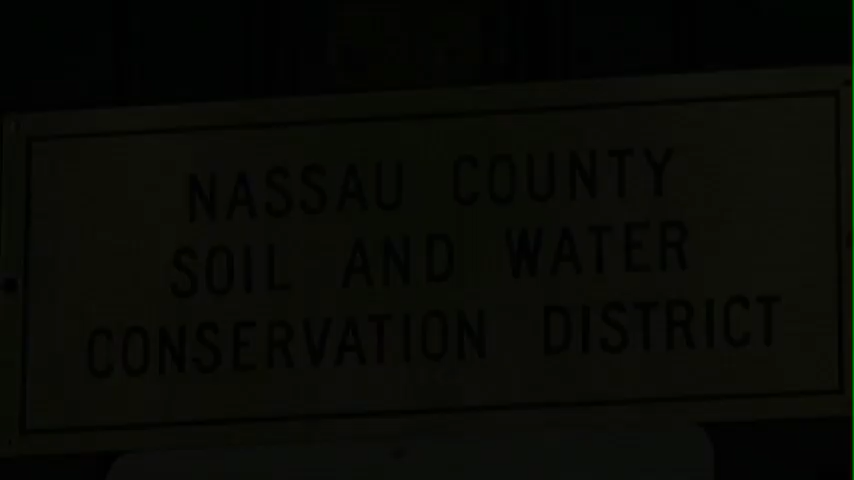 NASSAU COUNTY
SOIL AND WATER
CONSERVATION DISTRICT